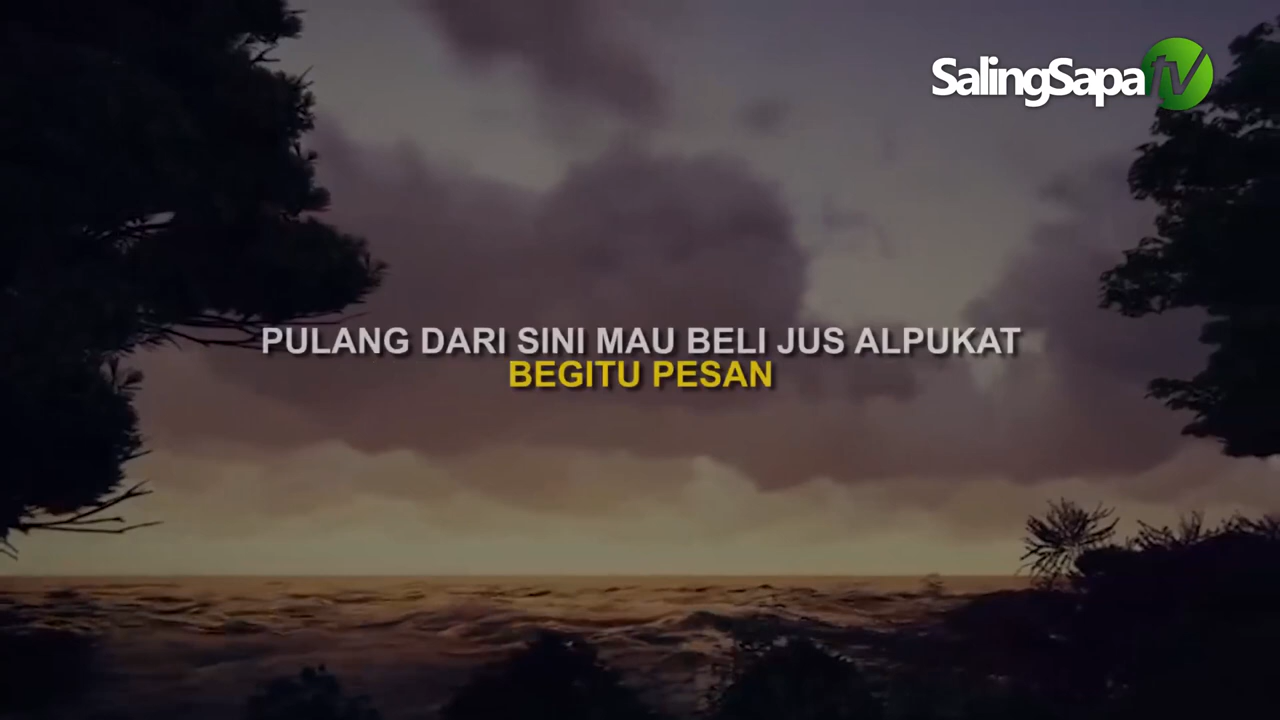 SalingSapa tv
PULANG DARI SINI MAU BELI JUS ALPUKAT
BEGITU PESAN